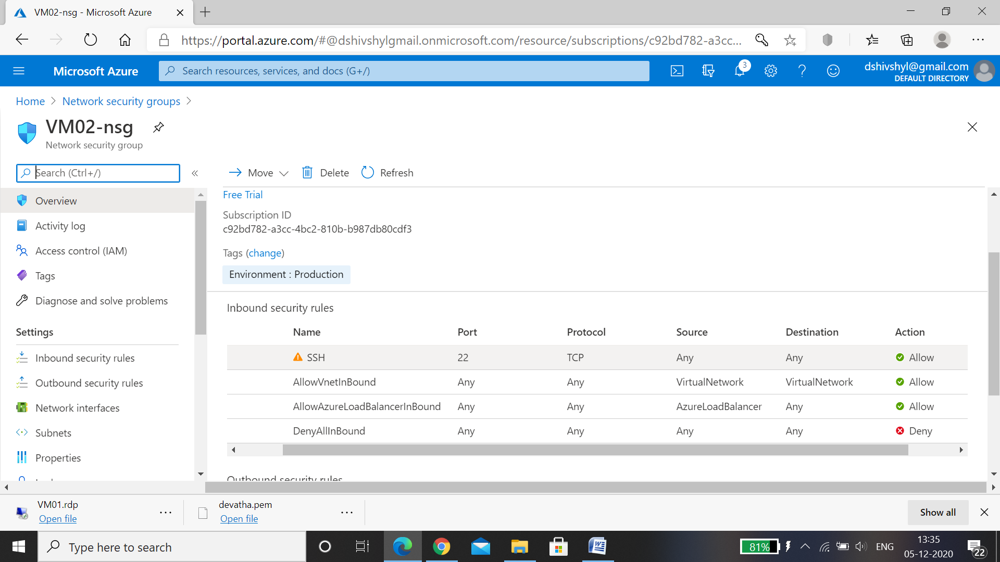 VM02-nsg - Microsoft Azure
https://portal.azure.com/#@dshivshylgmail.onmicrosoft.com/resource/subscriptions/c92bd782-a3cc...
Microsoft Azure
Search resources, services, and docs (G+/)
3
dshivshyl@gmail.com
DEFAULT DIRECTORY
Home > Network security groups >
VM02-nsg
Network security group
Search (Ctrl+/)
«
Move
Delete
Refresh
Overview
Activity log
Access control (IAM)
Tags
Diagnose and solve problems
Settings
Inbound security rules
Outbound security rules
Network interfaces
Subnets
Properties
Free Trial
Subscription ID
c92bd782-a3cc-4bc2-810b-b987db80cdf3
Tags (change)
Environment : Production
Inbound security rules
Name Port Protocol Source Destination Action
SSH 22 TCP Any Any Allow
AllowVnetInBound Any Any VirtualNetwork VirtualNetwork Allow
AllowAzureLoadBalancerInBound Any Any AzureLoadBalancer Any Allow
DenyAllInBound Any Any Any Any Deny
Outbound security rules
VM01.rdp
Open file
devatha.pem
Open file
Show all
Type here to search
81%
ENG
13:35
05-12-2020
22